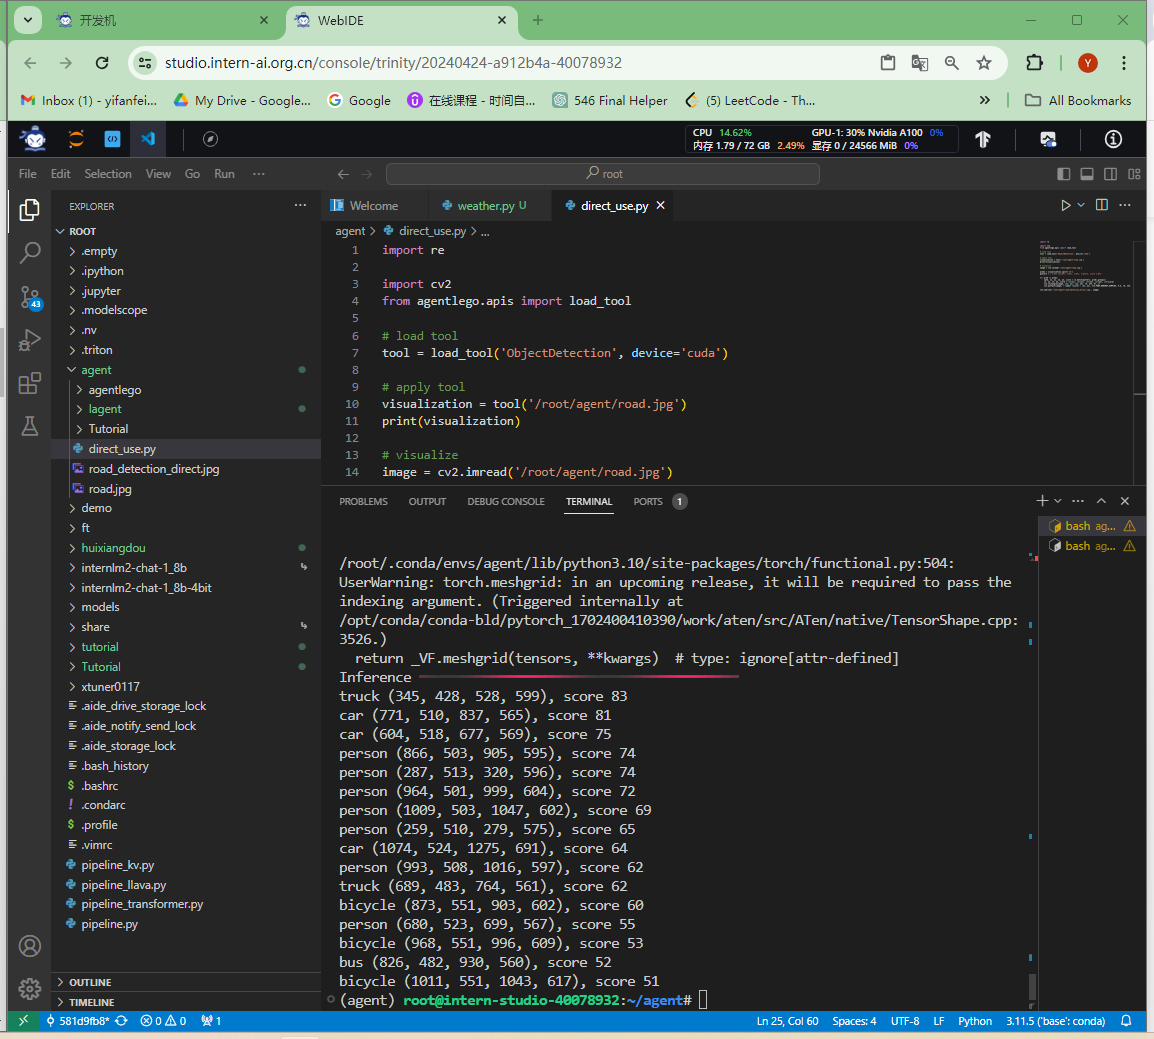 开发机
WebIDE
studio.intern-ai.org.cn/console/trinity/20240424-a912b4a-40078932
Y
Inbox (1) - yifanfei...
My Drive - Google...
Google
在线课程 - 时间自...
546 Final Helper
(5) LeetCode - Th...
All Bookmarks
CPU 14.62%
GPU-1: 30% Nvidia A100 0%
内存 1.79 / 72 GB 2.49%
显存 0 / 24566 MiB 0%
File Edit Selection View Go Run ...
root
EXPLORER
Welcome
weather.py U
direct_use.py
agent > direct_use.py > ...
ROOT
.empty
.ipython
.jupyter
.modelscope
.nv
.triton
agent
agentlego
lagent
Tutorial
direct_use.py
road_detection_direct.jpg
road.jpg
demo
ft
huixiangdou
internlm2-chat-1_8b
internlm2-chat-1_8b-4bit
models
share
tutorial
Tutorial
xtuner0117
.aide_drive_storage_lock
.aide_notify_send_lock
.aide_storage_lock
.bash_history
$ .bashrc
! .condarc
$ .profile
.vimrc
pipeline_kv.py
pipeline_llava.py
pipeline_transformer.py
pipeline.py
OUTLINE
TIMELINE
43
1 import re
2
3 import cv2
4 from agentlego.apis import load_tool
5
6 # load tool
7 tool = load_tool('ObjectDetection', device='cuda')
8
9 # apply tool
10 visualization = tool('/root/agent/road.jpg')
11 print(visualization)
12
13 # visualize
14 image = cv2.imread('/root/agent/road.jpg')
PROBLEMS OUTPUT DEBUG CONSOLE TERMINAL PORTS 1
bash ag...
bash ag...
/root/.conda/envs/agent/lib/python3.10/site-packages/torch/functional.py:504:
UserWarning: torch.meshgrid: in an upcoming release, it will be required to pass the
indexing argument. (Triggered internally at
/opt/conda/conda-bld/pytorch_1702400410390/work/aten/src/ATen/native/TensorShape.cpp:
3526.)
return _VF.meshgrid(tensors, **kwargs)  # type: ignore[attr-defined]
Inference
truck (345, 428, 528, 599), score 83
car (771, 510, 837, 565), score 81
car (604, 518, 677, 569), score 75
person (866, 503, 905, 595), score 74
person (287, 513, 320, 596), score 74
person (964, 501, 999, 604), score 72
person (1009, 503, 1047, 602), score 69
person (259, 510, 279, 575), score 65
car (1074, 524, 1275, 691), score 64
person (993, 508, 1016, 597), score 62
truck (689, 483, 764, 561), score 62
bicycle (873, 551, 903, 602), score 60
person (680, 523, 699, 567), score 55
bicycle (968, 551, 996, 609), score 53
bus (826, 482, 930, 560), score 52
bicycle (1011, 551, 1043, 617), score 51
(agent) root@intern-studio-40078932:~/agent#
581d9fb8* 0 0 1
Ln 25, Col 60 Spaces: 4 UTF-8 LF Python 3.11.5 ('base': conda)